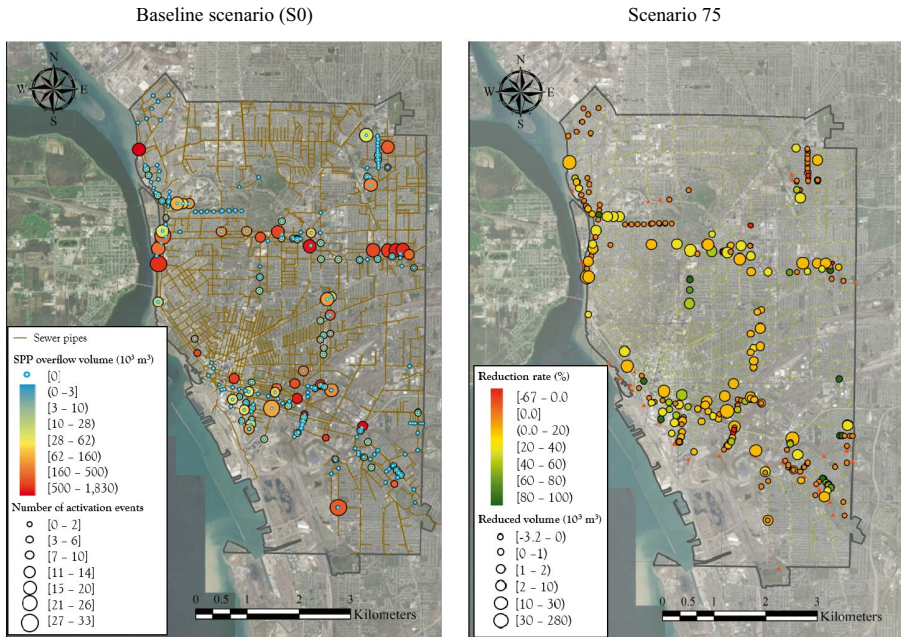 Baseline scenario (S0)
Scenario 75
N
W
E
S
Sewer pipes
SPP overflow volume (10³ m³)
[0]
(0 –3]
[3 – 10)
[10 – 28)
[28 – 62)
[62 – 160)
[160 – 500)
[500 – 1,830)
Number of activation events
[0 – 2]
[3 – 6]
[7 – 10]
[11 – 14]
[15 – 20]
[21 – 26]
[27 – 33]
0
0.5
1
2
3
Kilometers
N
W
E
S
Reduction rate (%)
[-67 – 0.0
[0.0]
(0.0 – 20)
[20 – 40)
[40 – 60)
[60 – 80)
[80 – 100)
Reduced volume (10³ m³)
[-3.2 – 0)
[0 –1)
[1 – 2)
[2 – 10)
[10 – 30)
[30 – 280)
0
0.5
1
2
3
Kilometers